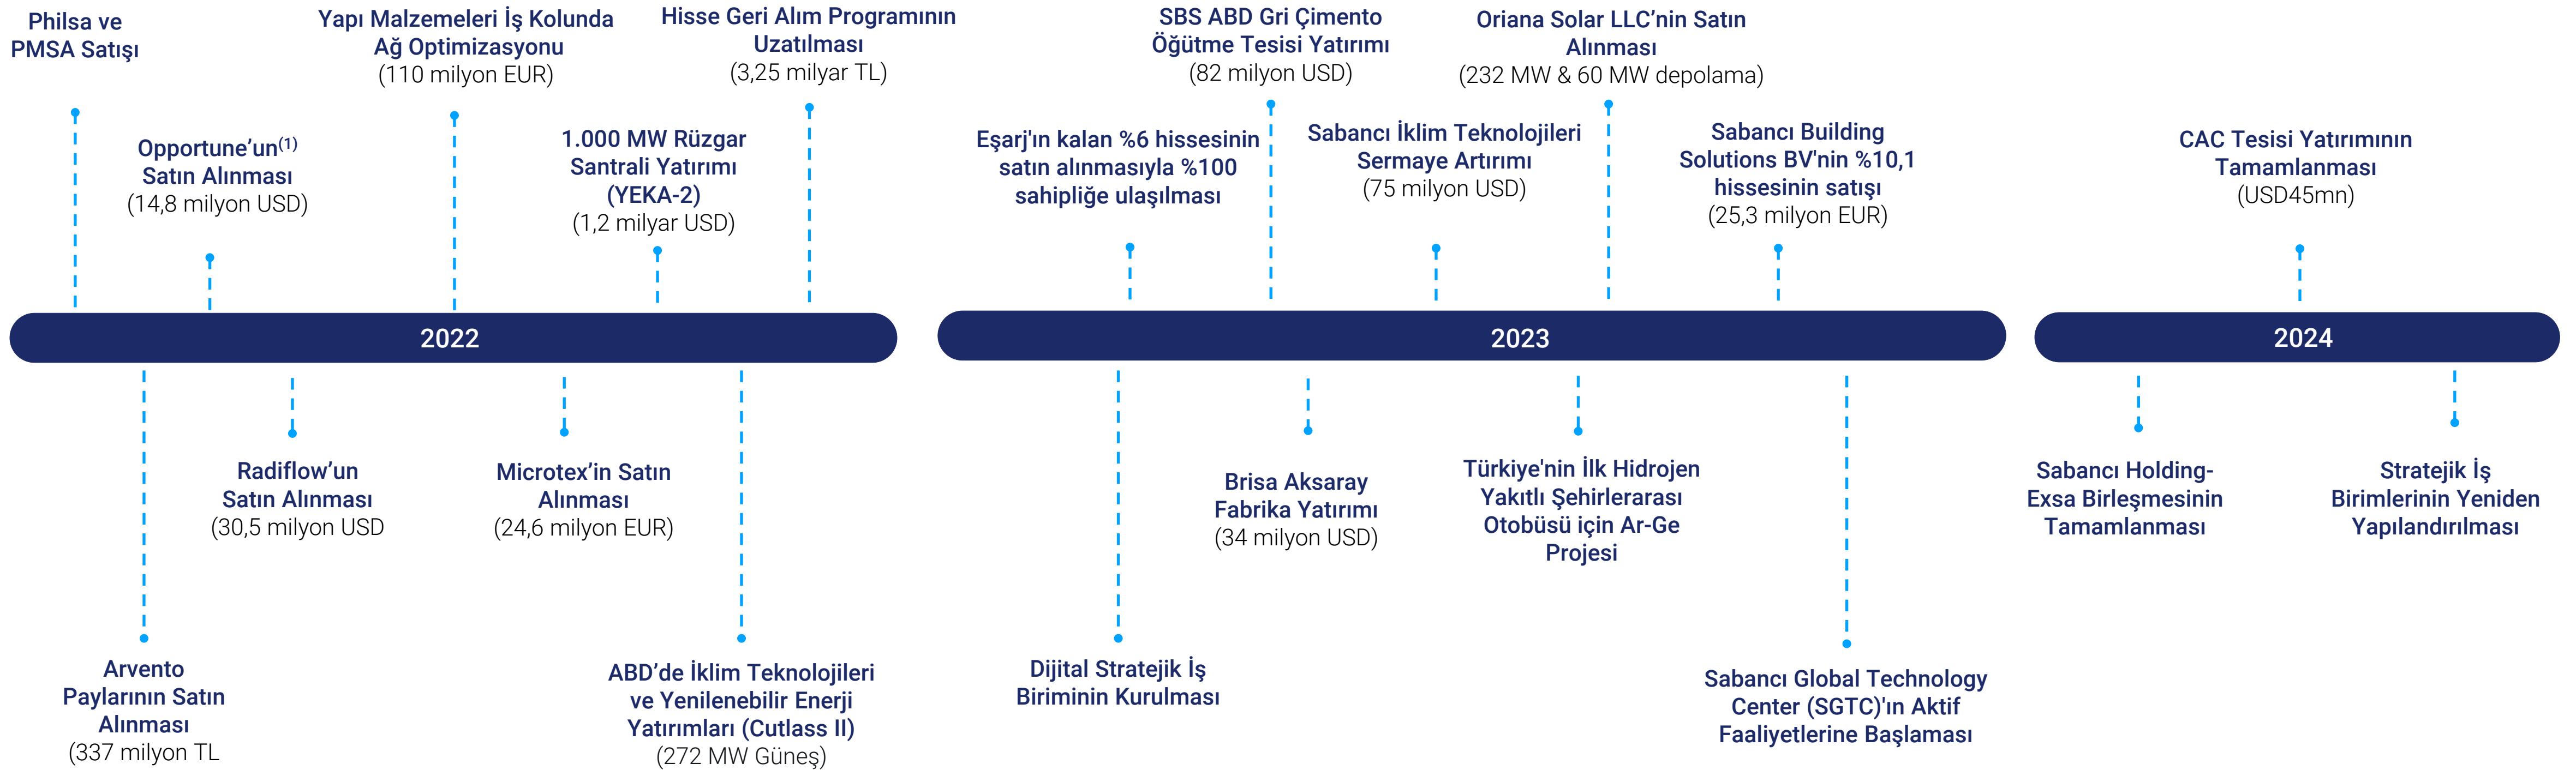 Philsa ve
PMSA Satışı
Yapı Malzemeleri İş Kolunda
Ağ Optimizasyonu
(110 milyon EUR)
Hisse Geri Alım Programının
Uzatılması
(3,25 milyar TL)
Opportune’un(1)
Satın Alınması
(14,8 milyon USD)
1.000 MW Rüzgar
Santrali Yatırımı
(YEKA-2)
(1,2 milyar USD)
SBS ABD Gri Çimento
Öğütme Tesisi Yatırımı
(82 milyon USD)
Oriana Solar LLC’nin Satın
Alınması
(232 MW & 60 MW depolama)
Eşarj'ın kalan %6 hissesinin
satın alınmasıyla %100
sahipliğe ulaşılması
Sabancı İklim Teknolojileri
Sermaye Artırımı
(75 milyon USD)
Sabancı Building
Solutions BV'nin %10,1
hissesinin satışı
(25,3 milyon EUR)
CAC Tesisi Yatırımının
Tamamlanması
(USD45mn)
2022
2023
2024
Radiflow’un
Satın Alınması
(30,5 milyon USD
Microtex’in Satın
Alınması
(24,6 milyon EUR)
Arvento
Paylarının Satın
Alınması
(337 milyon TL
ABD’de İklim Teknolojileri
ve Yenilenebilir Enerji
Yatırımları (Cutlass II)
(272 MW Güneş)
Brisa Aksaray
Fabrika Yatırımı
(34 milyon USD)
Türkiye'nin İlk Hidrojen
Yakıtlı Şehirlerarası
Otobüsü için Ar-Ge
Projesi
Dijital Stratejik İş
Biriminin Kurulması
Sabancı Global Technology
Center (SGTC)'ın Aktif
Faaliyetlerine Başlaması
Sabancı Holding-
Exsa Birleşmesinin
Tamamlanması
Stratejik İş
Birimlerinin Yeniden
Yapılandırılması